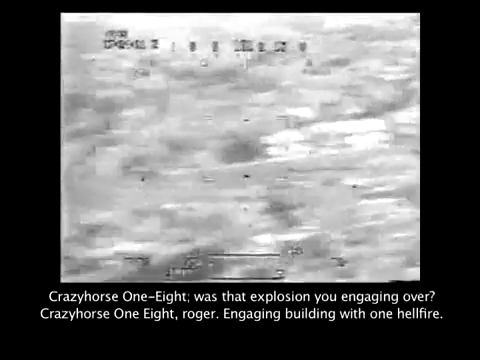 Crazyhorse One-Eight; was that explosion you engaging over?
Crazyhorse One Eight, roger. Engaging building with one hellfire.